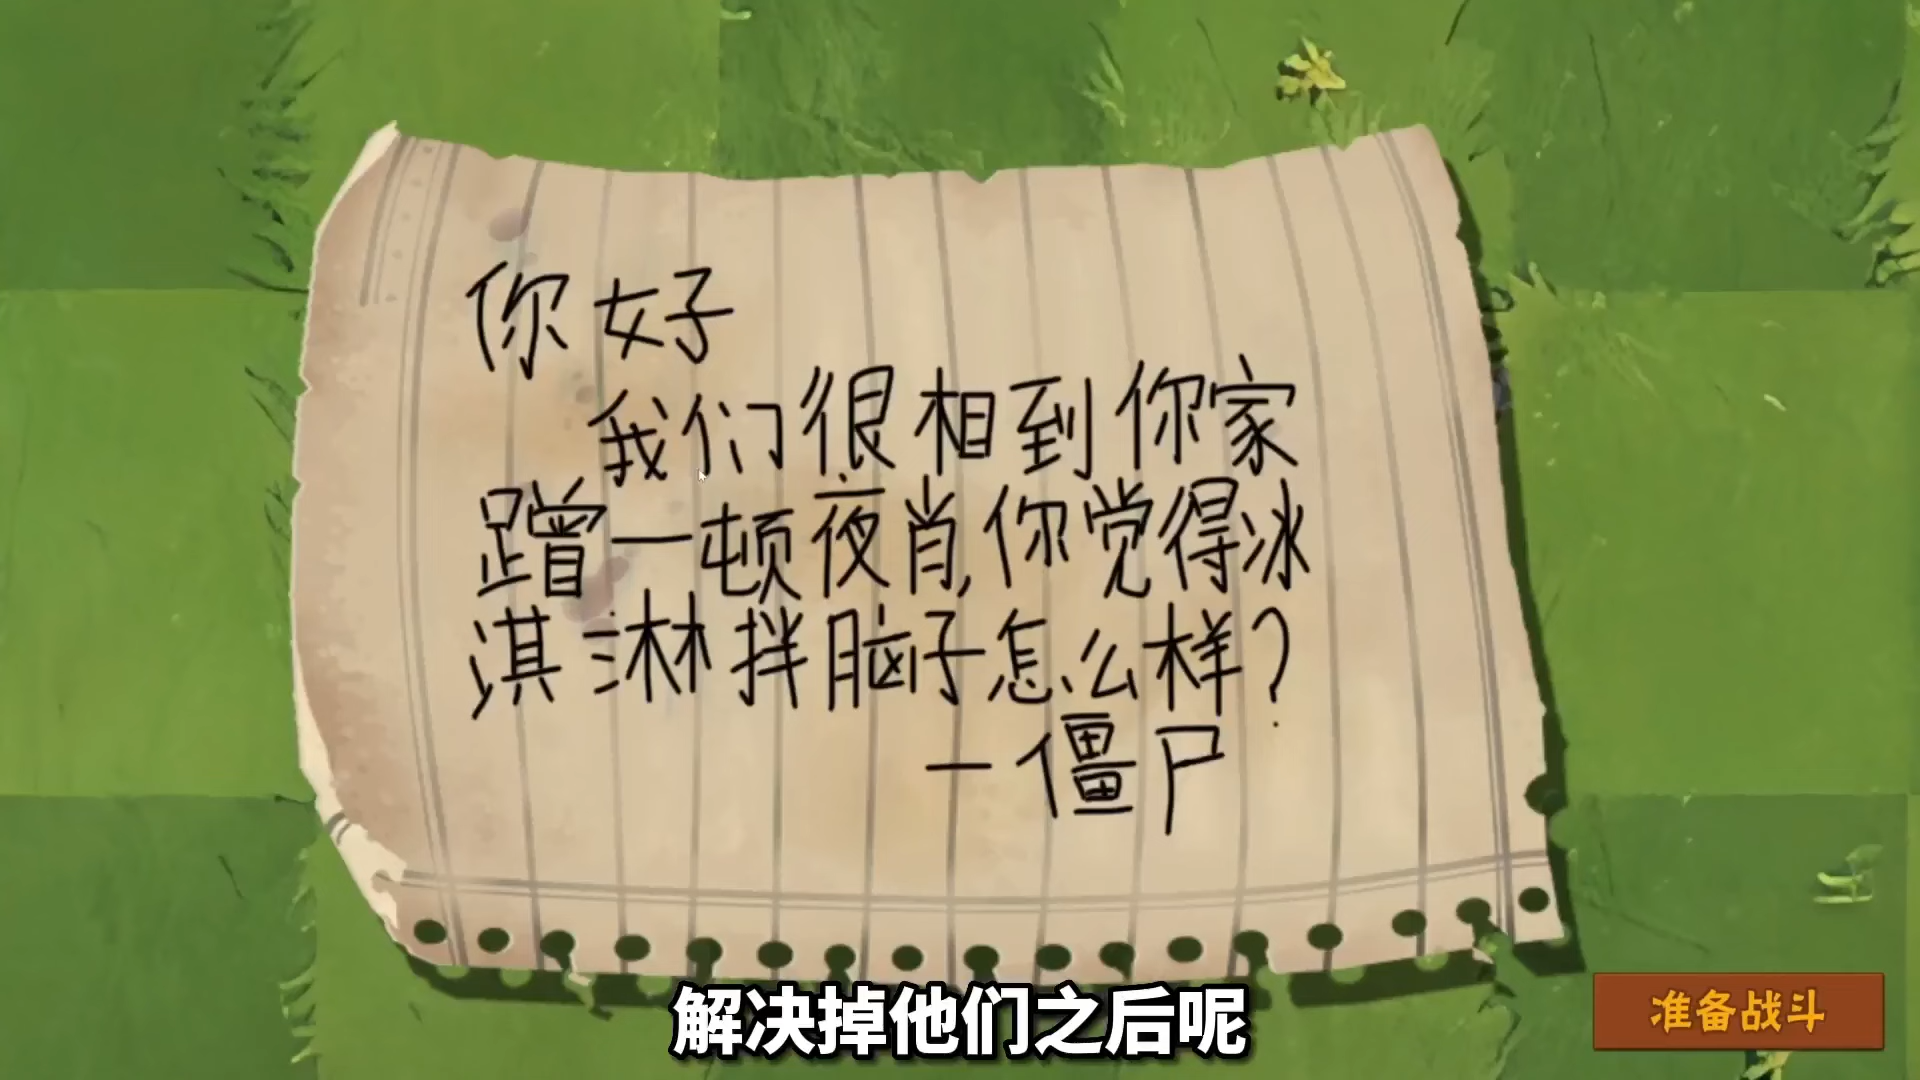 你好
我们很相到你家
蹭一顿夜肖,你觉得冰
淇淋拌脑子怎么样?
一僵尸
解决掉他们之后呢
准备战斗